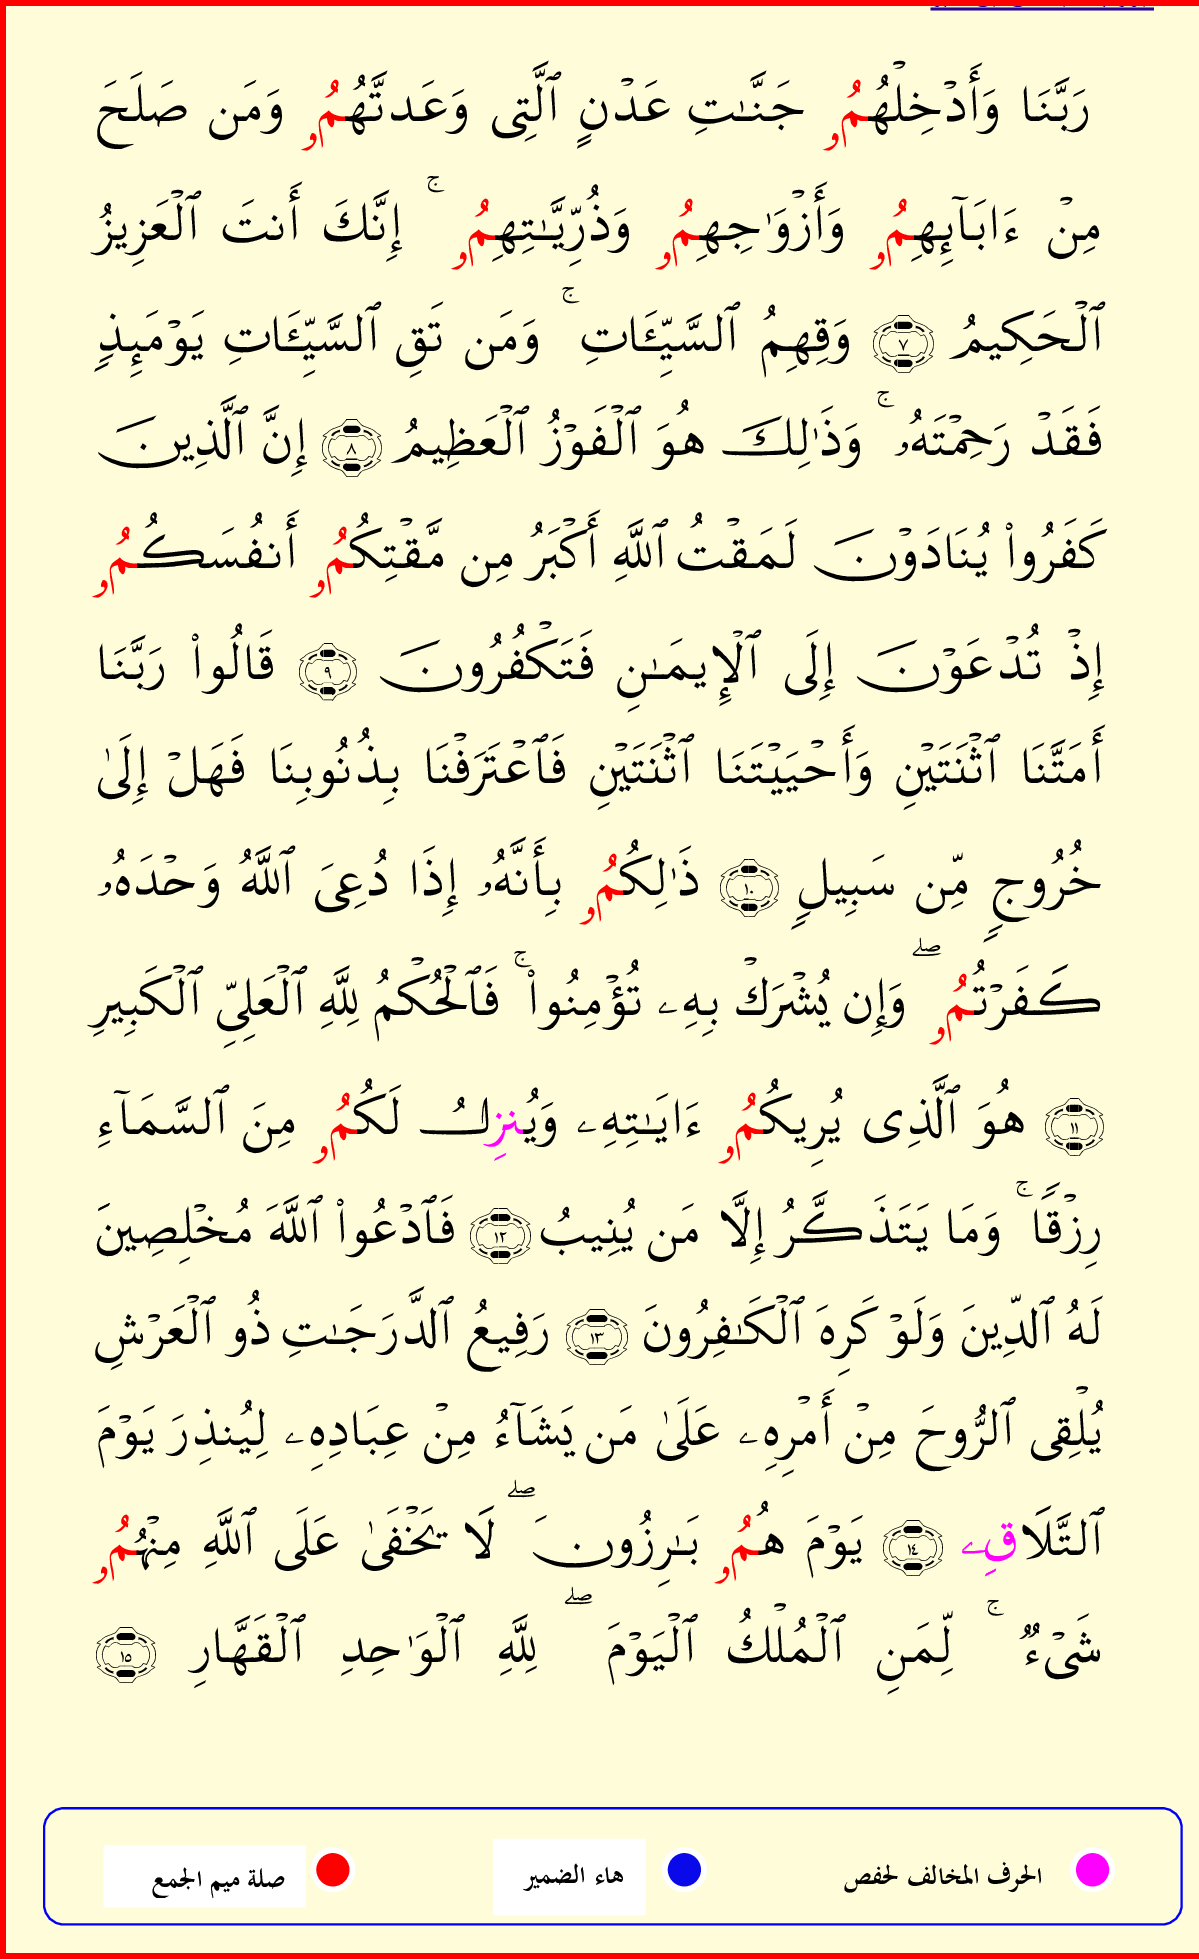 رَبَّنَا وَأَدۡخِلۡهُمُۥ جَنَّـٰتِ عَدۡنٍ ٱلَّتِى وَعَدتَّهُمُۥ وَمَن صَلَحَ
مِنۡ ءَابَآئِهِمُۥ وَأَزۡوَٰجِهِمُۥ وَذُرِّيَّـٰتِهِمُۥ ۚ إِنَّكَ أَنتَ ٱلۡعَزِيزُ
ٱلۡحَكِيمُ ٧ وَقِهِمُ ٱلسَّيِّـَٔاتِ ۚ وَمَن تَقِ ٱلسَّيِّـَٔاتِ يَوۡمَئِذٍ
فَقَدۡ رَحِمۡتَهُۥ ۚ وَذَٰلِكَ هُوَ ٱلۡفَوۡزُ ٱلۡعَظِيمُ ٨ إِنَّ ٱلَّذِينَ
كَفَرُوا۟ يُنَادَوۡنَ لَمَقۡتُ ٱللَّهِ أَكۡبَرُ مِن مَّقۡتِكُمُۥ أَنفُسَكُمُۥ
إِذۡ تُدۡعَوۡنَ إِلَى ٱلۡإِيمَـٰنِ فَتَكۡفُرُونَ ٩ قَالُوا۟ رَبَّنَا
أَمَتَّنَا ٱثۡنَتَيۡنِ وَأَحۡيَيۡتَنَا ٱثۡنَتَيۡنِ فَٱعۡتَرَفۡنَا بِذُنُوبِنَا فَهَلۡ إِلَىٰ
خُرُوجٍ مِّن سَبِيلٍ ١٠ ذَٰلِكُمُۥ بِأَنَّهُۥ إِذَا دُعِىَ ٱللَّهُ وَحۡدَهُۥ
كَفَرۡتُمُۥ ۖ وَإِن يُشۡرَكۡ بِهِۦ تُؤۡمِنُوا۟ ۚ فَٱلۡحُكۡمُ لِلَّهِ ٱلۡعَلِىِّ ٱلۡكَبِيرِ
١١ هُوَ ٱلَّذِى يُرِيكُمُۥ ءَايَـٰتِهِۦ وَيُنزِلُ لَكُمُۥ مِنَ ٱلسَّمَآءِ
رِزۡقًا ۚ وَمَا يَتَذَكَّرُ إِلَّا مَن يُنِيبُ ١٢ فَٱدۡعُوا۟ ٱللَّهَ مُخۡلِصِينَ
لَهُ ٱلدِّينَ وَلَوۡ كَرِهَ ٱلۡكَـٰفِرُونَ ١٣ رَفِيعُ ٱلدَّرَجَـٰتِ ذُو ٱلۡعَرۡشِ
يُلۡقِى ٱلرُّوحَ مِنۡ أَمۡرِهِۦ عَلَىٰ مَن يَشَآءُ مِنۡ عِبَادِهِۦ لِيُنذِرَ يَوۡمَ
ٱلتَّلَاقِۦ ١٤ يَوۡمَ هُمُۥ بَـٰرِزُونَ ۖ لَا يَخۡفَىٰ عَلَى ٱللَّهِ مِنۡهُمُۥ
شَىۡءٌ ۚ لِّمَنِ ٱلۡمُلۡكُ ٱلۡيَوۡمَ ۖ لِلَّهِ ٱلۡوَٰحِدِ ٱلۡقَهَّارِ ١٥
الحرف المخالف لحفص هاء الضمير صلة ميم الجمع